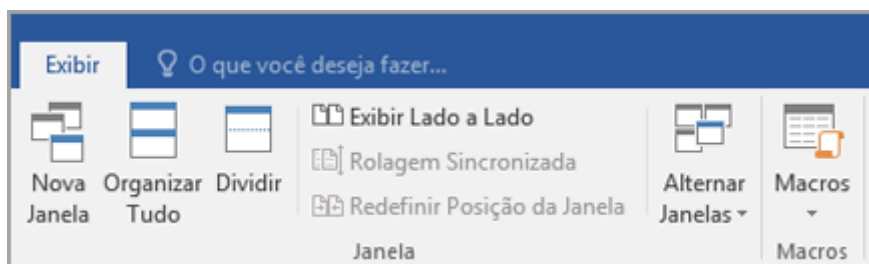 Exibir
O que você deseja fazer...
Nova Janela
Organizar Tudo
Dividir
Exibir Lado a Lado
Rolagem Sincronizada
Redefinir Posição da Janela
Alternar Janelas
Macros
Janela
Macros